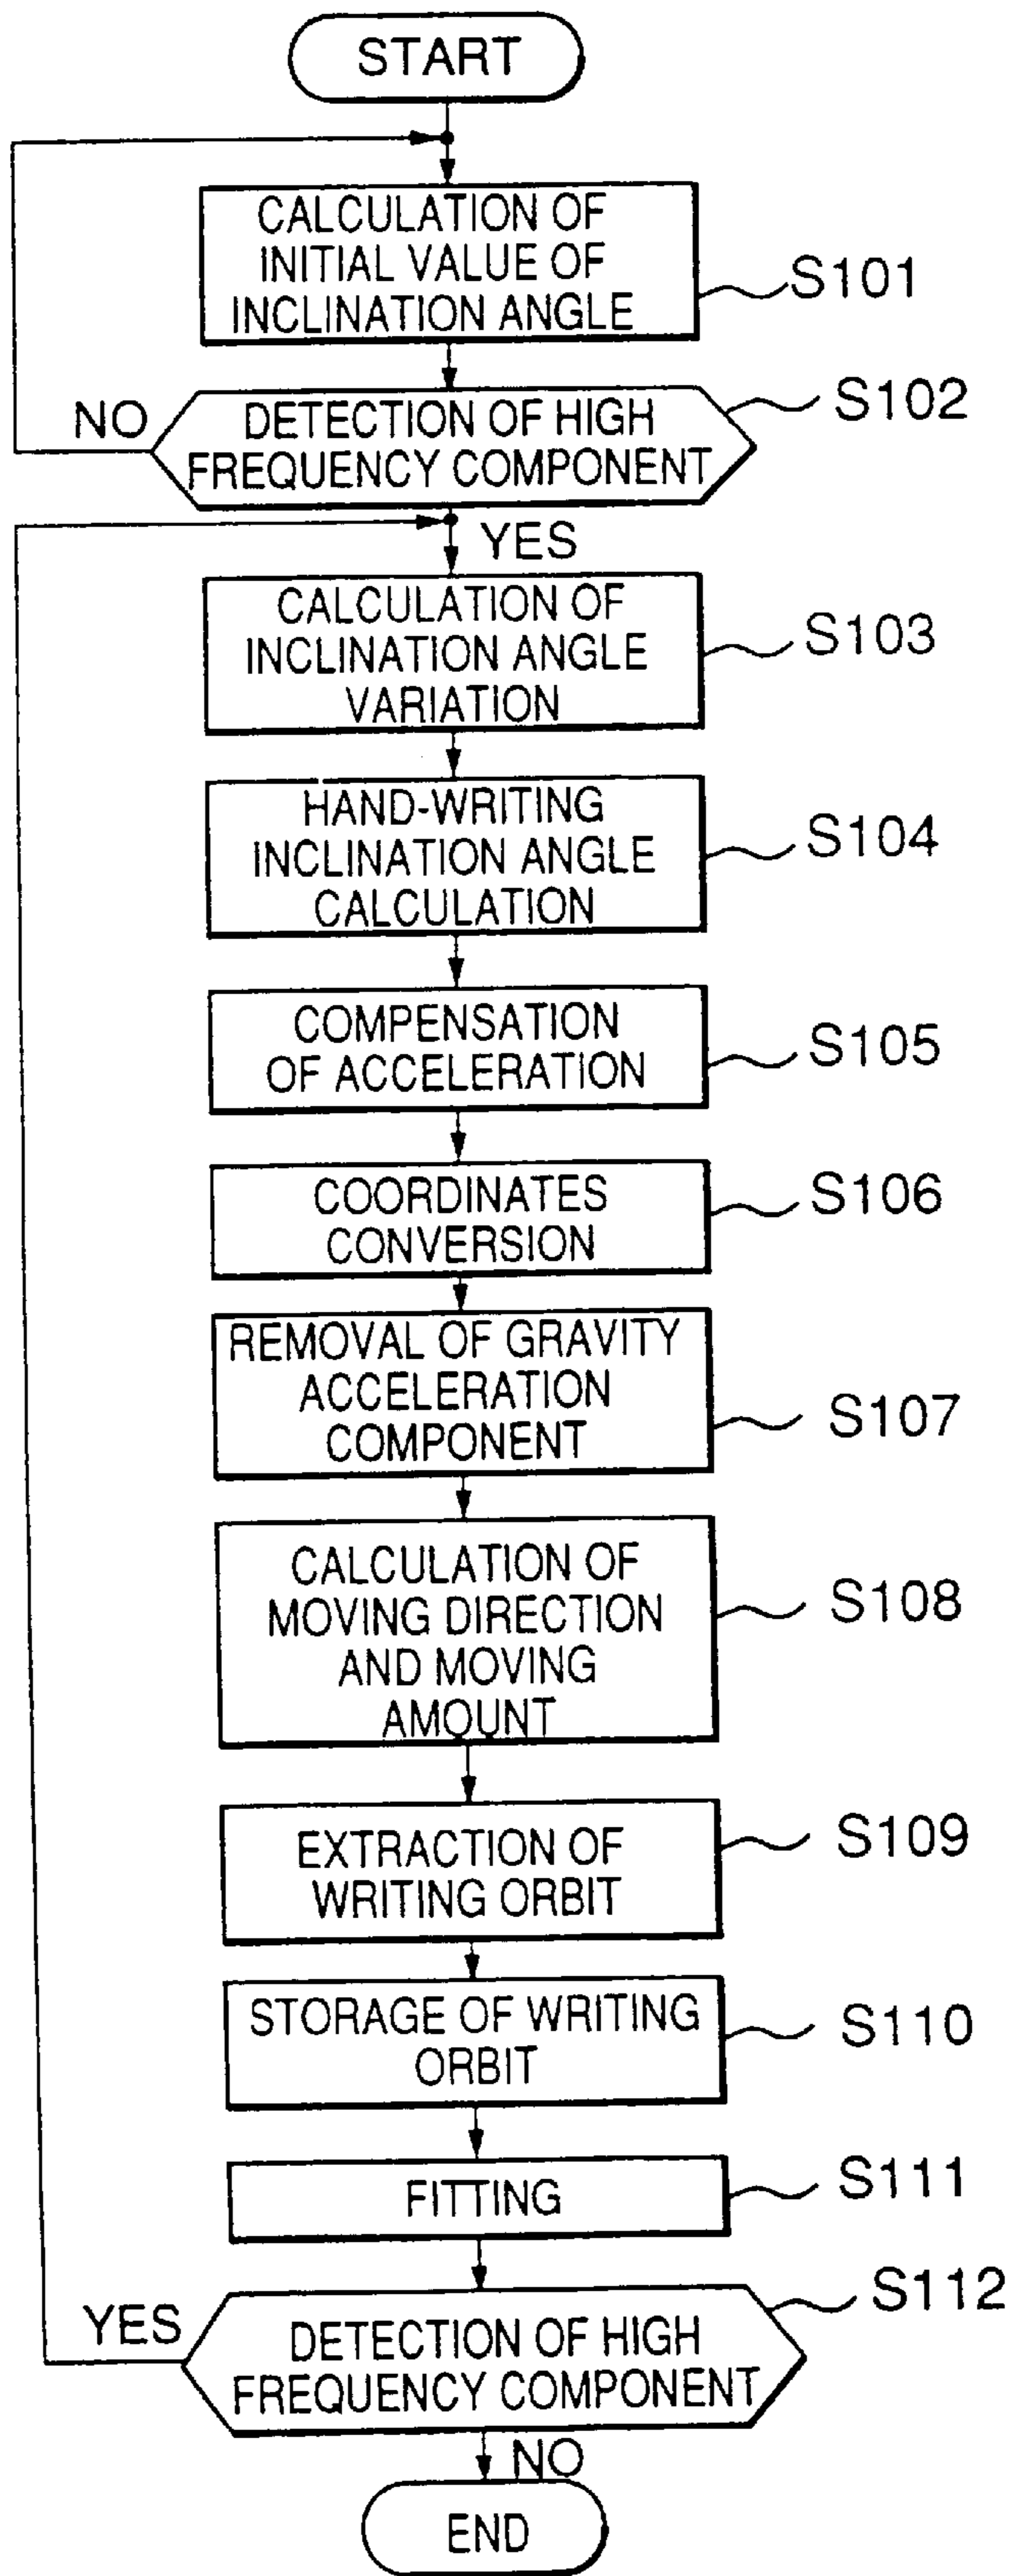 START
CALCULATION OF
INITIAL VALUE OF
INCLINATION ANGLE
S101
NO
DETECTION OF HIGH
FREQUENCY COMPONENT
S102
YES
CALCULATION OF
INCLINATION ANGLE
VARIATION
S103
HAND-WRITING
INCLINATION ANGLE
CALCULATION
S104
COMPENSATION
OF ACCELERATION
S105
COORDINATES
CONVERSION
S106
REMOVAL OF GRAVITY
ACCELERATION
COMPONENT
S107
CALCULATION OF
MOVING DIRECTION
AND MOVING
AMOUNT
S108
EXTRACTION OF
WRITING ORBIT
S109
STORAGE OF WRITING
ORBIT
S110
FITTING
S111
YES
DETECTION OF HIGH
FREQUENCY COMPONENT
S112
NO
END